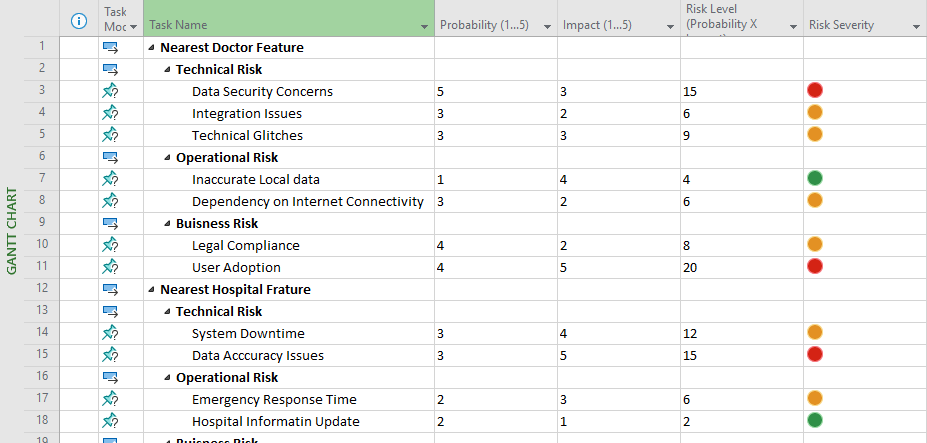 Task Mod Task Name Probability (1...5) Impact (1...5) Risk Level (Probability X Risk Severity
1 Nearest Doctor Feature
2 Technical Risk
3 Data Security Concerns 5 3 15
4 Integration Issues 3 2 6
5 Technical Glitches 3 3 9
6 Operational Risk
7 Inaccurate Local data 1 4 4
8 Dependency on Internet Connectivity 3 2 6
9 Buisness Risk
10 Legal Compliance 4 2 8
11 User Adoption 4 5 20
12 Nearest Hospital Frature
13 Technical Risk
14 System Downtime 3 4 12
15 Data Acccuracy Issues 3 5 15
16 Operational Risk
17 Emergency Response Time 2 3 6
18 Hospital Informatin Update 2 1 2
19 Buisness Risk
GANTT CHART